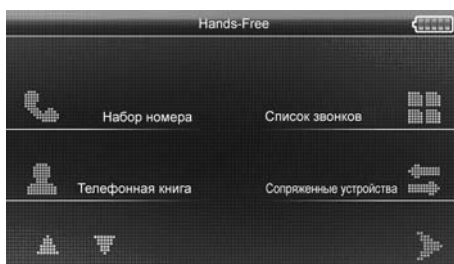 Hands-Free
Набор номера
Список звонков
Телефонная книга
Сопряженные устройства